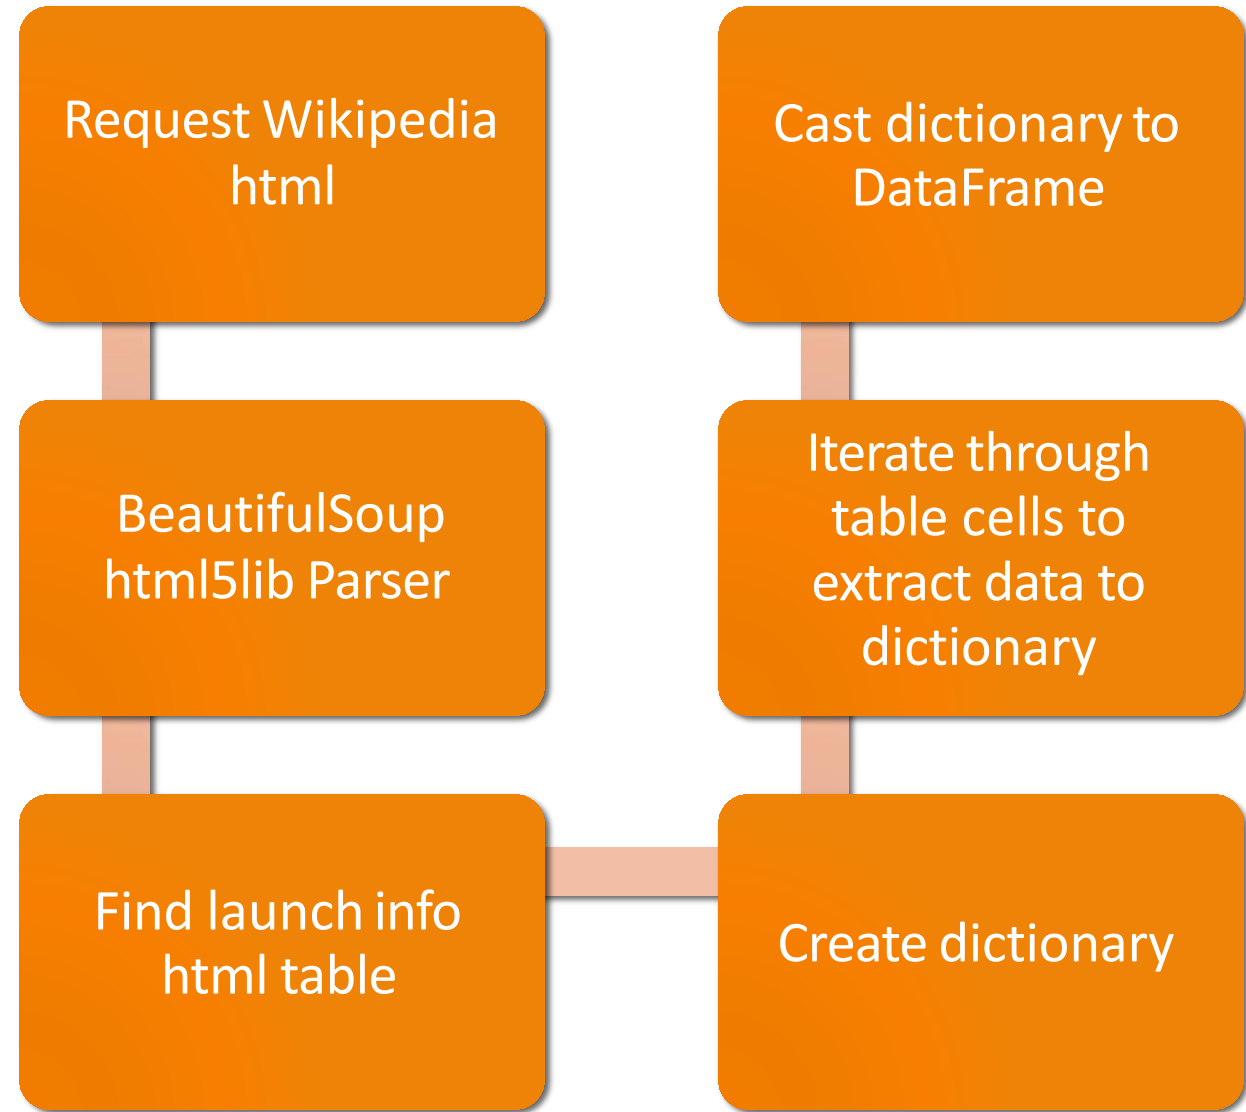 Request Wikipedia
html
BeautifulSoup
html5lib Parser
Find launch info
html table
Create dictionary
Iterate through
table cells to
extract data to
dictionary
Cast dictionary to
DataFrame